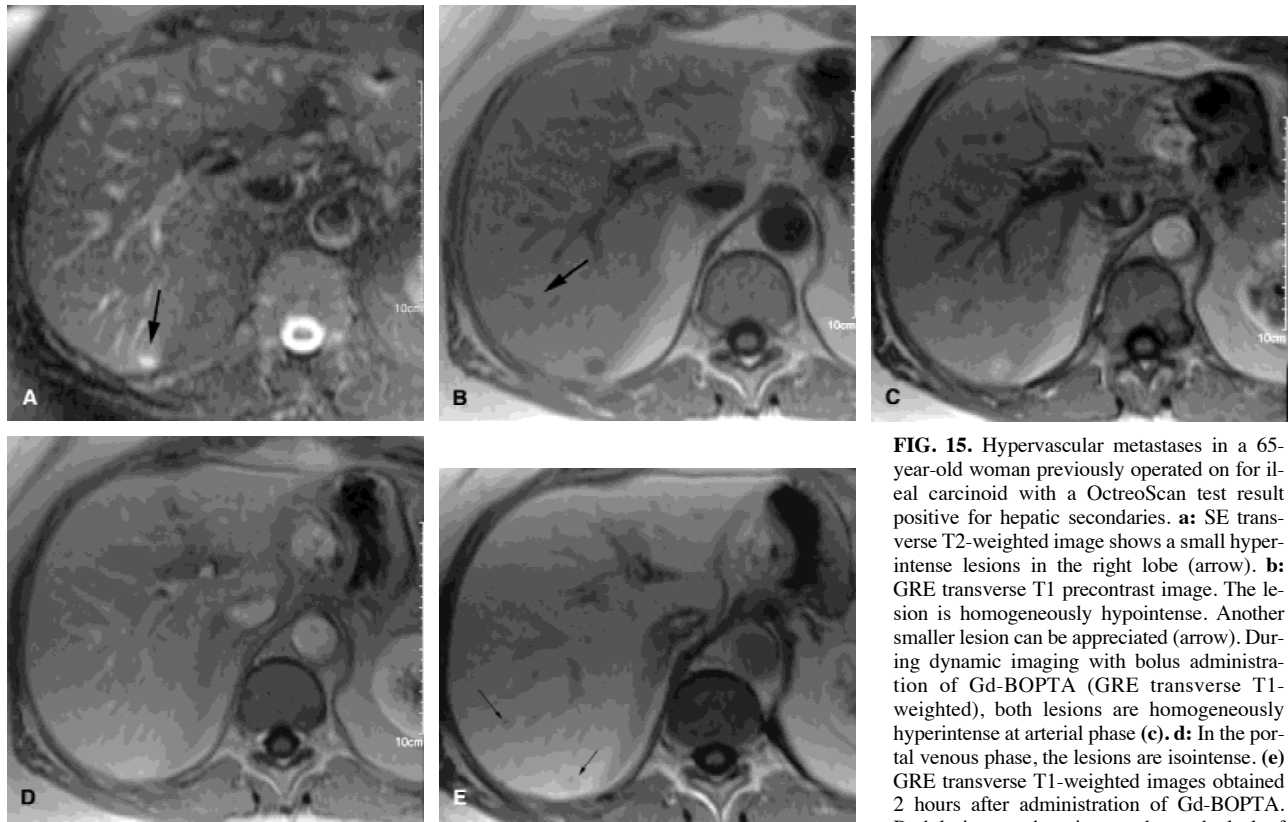 A
10cm
B
10cm
C
10cm
D
10cm
E
FIG. 15. Hypervascular metastases in a 65-
year-old woman previously operated on for il-
eal carcinoid with a OctreoScan test result
positive for hepatic secondaries. a: SE trans-
verse T2-weighted image shows a small hyper-
intense lesions in the right lobe (arrow). b:
GRE transverse T1 precontrast image. The le-
sion is homogeneously hypointense. Another
smaller lesion can be appreciated (arrow). Dur-
ing dynamic imaging with bolus administra-
tion of Gd-BOPTA (GRE transverse T1-
weighted), both lesions are homogeneously
hyperintense at arterial phase (c). d: In the por-
tal venous phase, the lesions are isointense. (e)
GRE transverse T1-weighted images obtained
2 hours after administration of Gd-BOPTA.